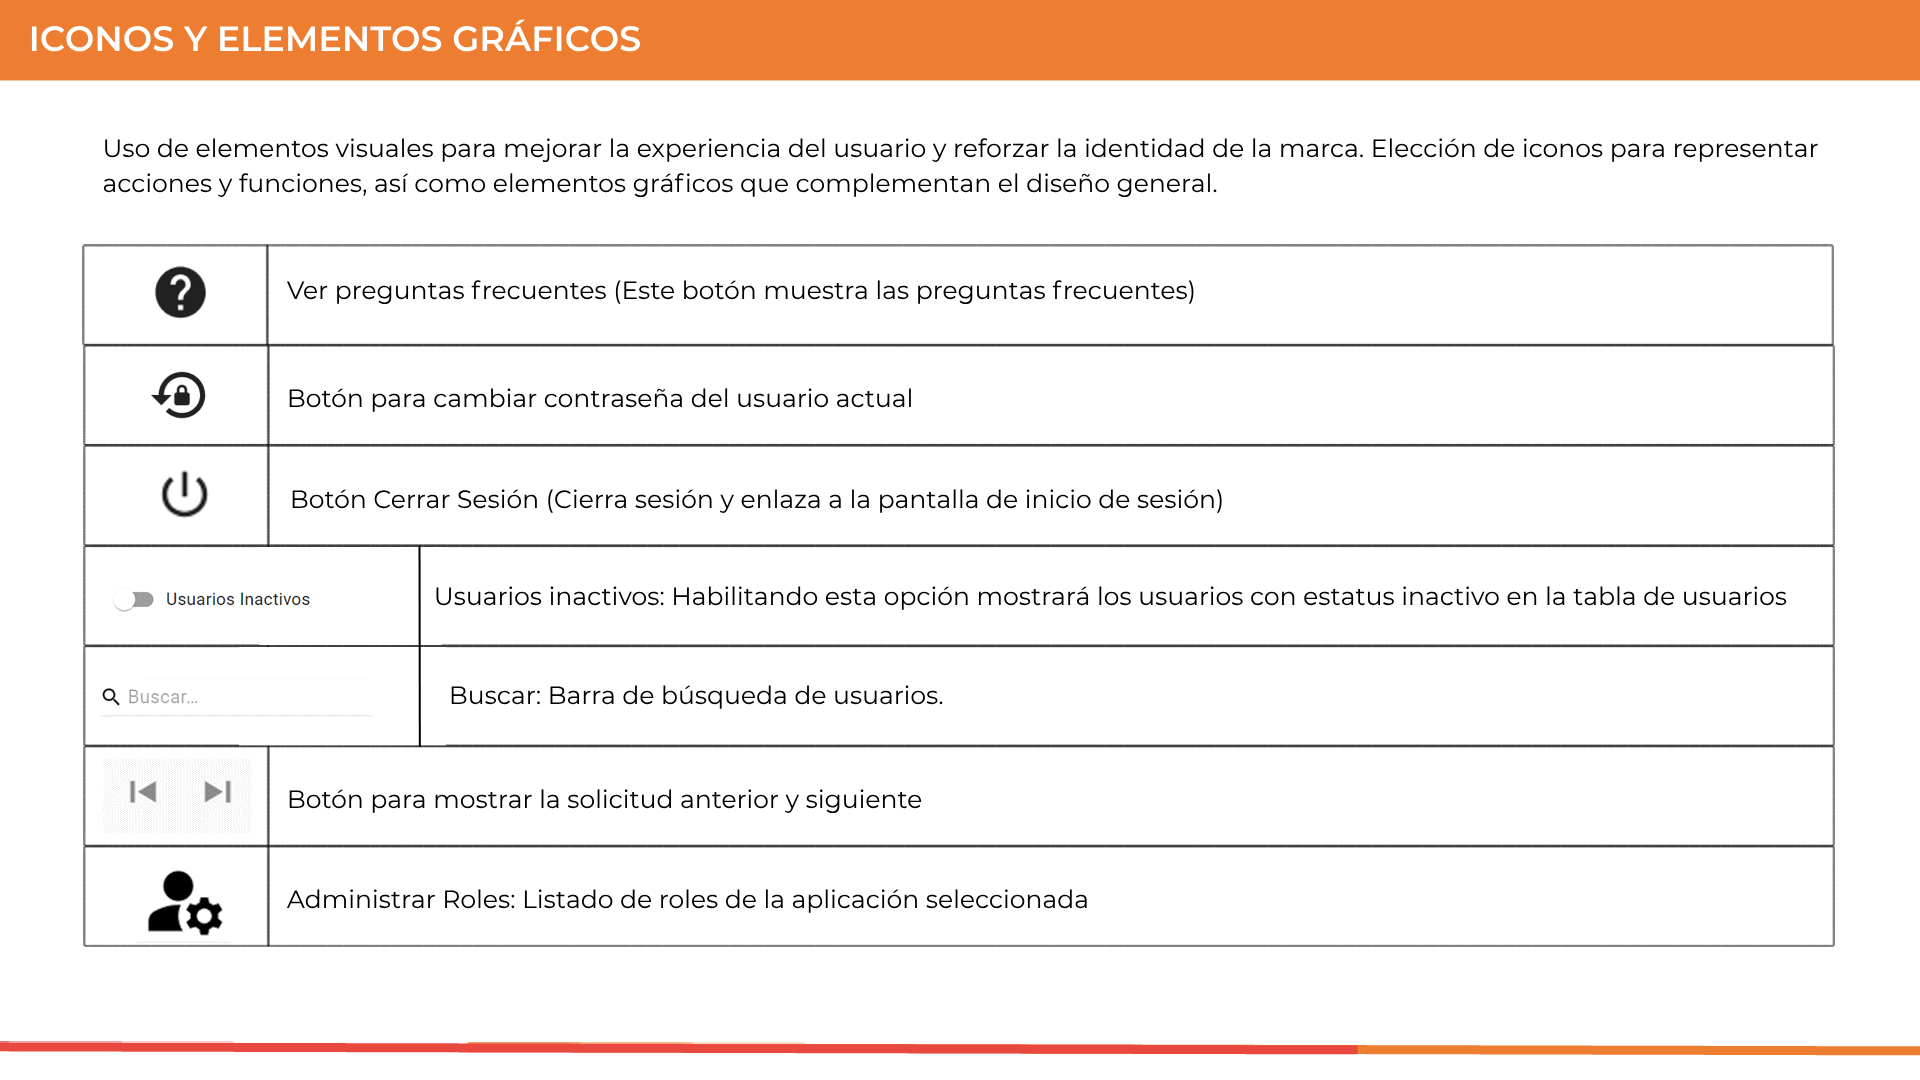 ICONOS Y ELEMENTOS GRÁFICOS
Uso de elementos visuales para mejorar la experiencia del usuario y reforzar la identidad de la marca. Elección de iconos para representar
acciones y funciones, así como elementos gráficos que complementan el diseño general.
Ver preguntas frecuentes (Este botón muestra las preguntas frecuentes)
Botón para cambiar contraseña del usuario actual
Botón Cerrar Sesión (Cierra sesión y enlaza a la pantalla de inicio de sesión)
Usuarios Inactivos
Usuarios inactivos: Habilitando esta opción mostrará los usuarios con estatus inactivo en la tabla de usuarios
Buscar...
Buscar: Barra de búsqueda de usuarios.
Botón para mostrar la solicitud anterior y siguiente
Administrar Roles: Listado de roles de la aplicación seleccionada